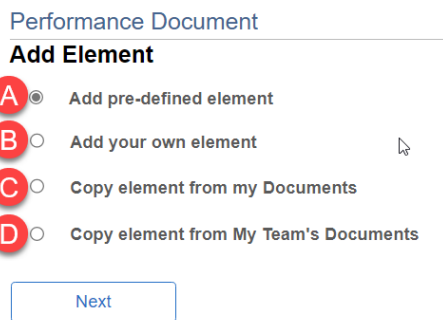 Performance Document
Add Element
A Add pre-defined element
B Add your own element
C Copy element from my Documents
D Copy element from My Team's Documents
Next